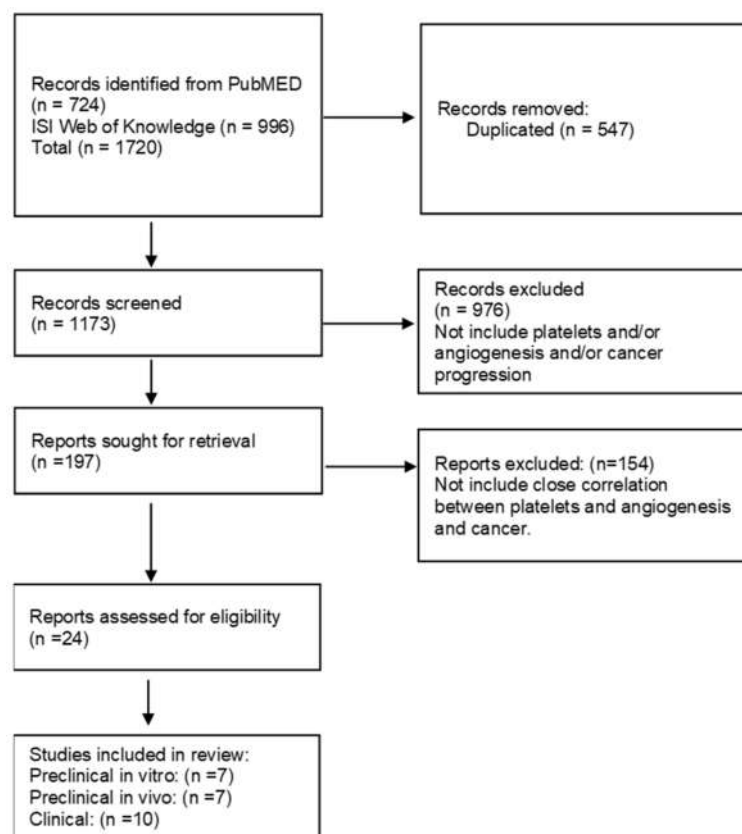 Records identified from PubMED
(n = 724)
ISI Web of Knowledge (n = 996)
Total (n = 1720)
Records removed:
Duplicated (n = 547)
Records screened
(n = 1173)
Records excluded
(n = 976)
Not include platelets and/or
angiogenesis and/or cancer
progression
Reports sought for retrieval
(n =197)
Reports excluded: (n=154)
Not include close correlation
between platelets and angiogenesis
and cancer.
Reports assessed for eligibility
(n =24)
Studies included in review:
Preclinical in vitro: (n =7)
Preclinical in vivo: (n =7)
Clinical: (n =10)